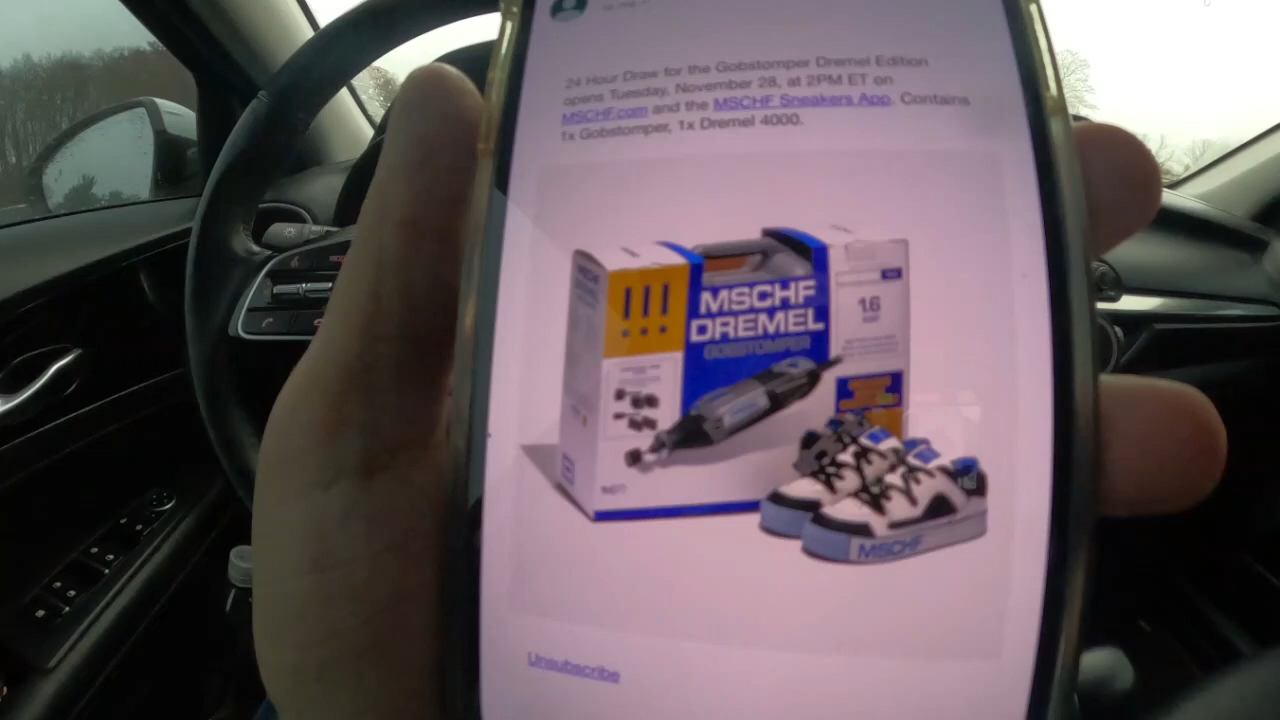 24 Hour Draw for the Gobstomper Dremel Edition
opens Tuesday, November 28, at 2PM ET on
MSCHF.com and the MSCHF Sneakers App. Contains
1x Gobstomper, 1x Dremel 4000.
!!!
MSCHF
DREMEL
GOBSTOMPER
1.6
MSCHF
Unsubscribe